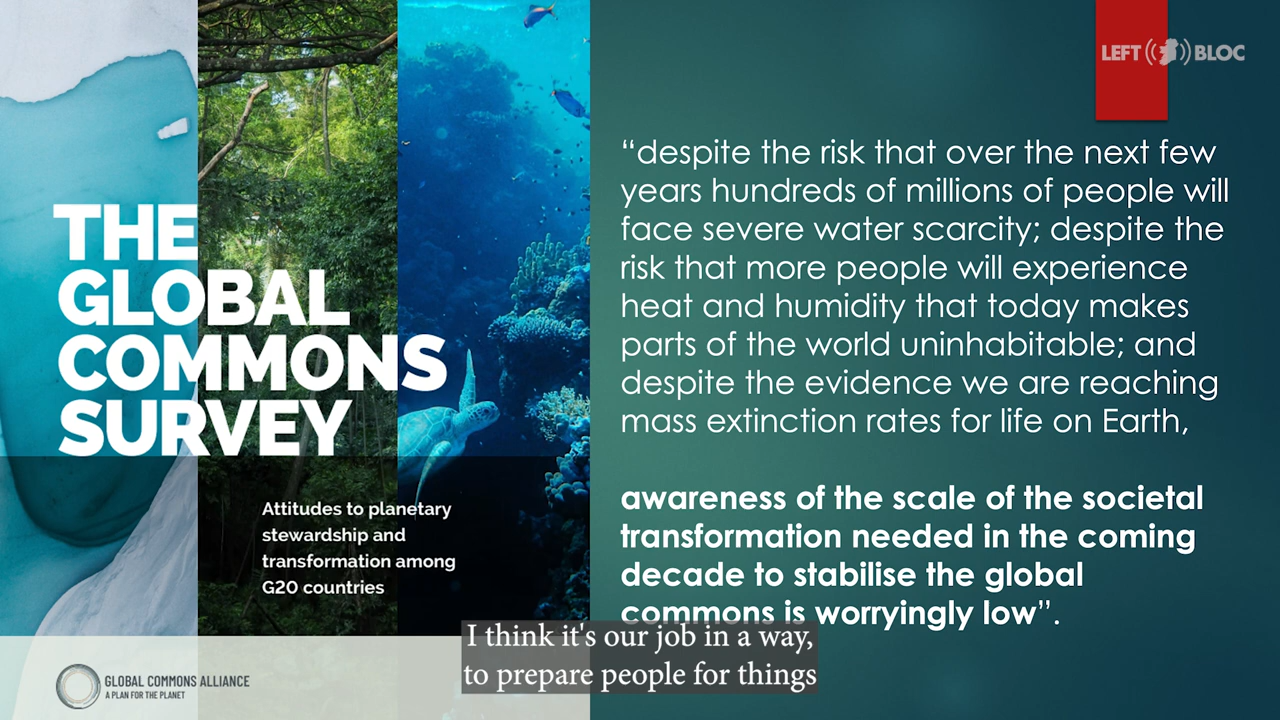 THE
GLOBAL
COMMONS
SURVEY
Attitudes to planetary
stewardship and
transformation among
G20 countries
GLOBAL COMMONS ALLIANCE
A PLAN FOR THE PLANET
LEFT BLOC
“despite the risk that over the next few
years hundreds of millions of people will
face severe water scarcity; despite the
risk that more people will experience
heat and humidity that today makes
parts of the world uninhabitable; and
despite the evidence we are reaching
mass extinction rates for life on Earth,
awareness of the scale of the societal
transformation needed in the coming
decade to stabilise the global
commons is worryingly low”.
I think it's our job in a way,
to prepare people for things